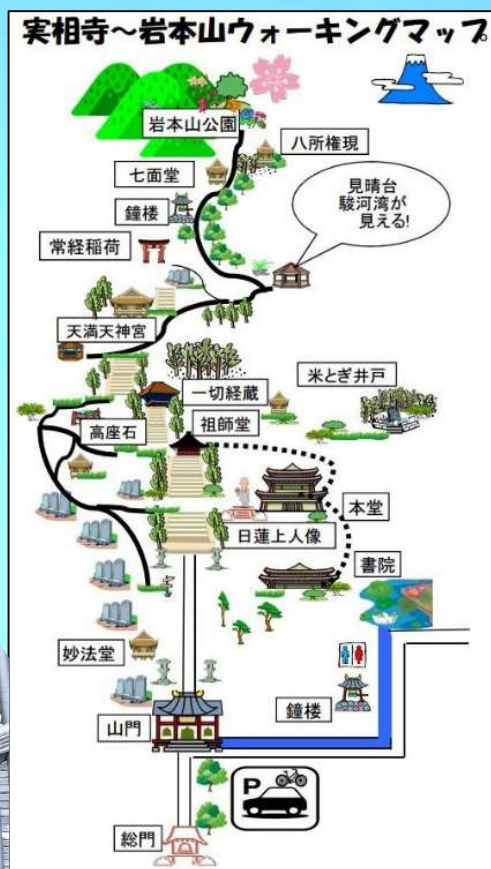 実相寺～岩本山ウォーキングマップ
岩本山公園
八所権現
七面堂
見晴台
駿河湾が
見える!
鐘楼
常経稲荷
天満天神宮
一切経蔵
米とぎ井戸
高座石
祖師堂
本堂
日蓮上人像
書院
妙法堂
鐘楼
山門
P
総門